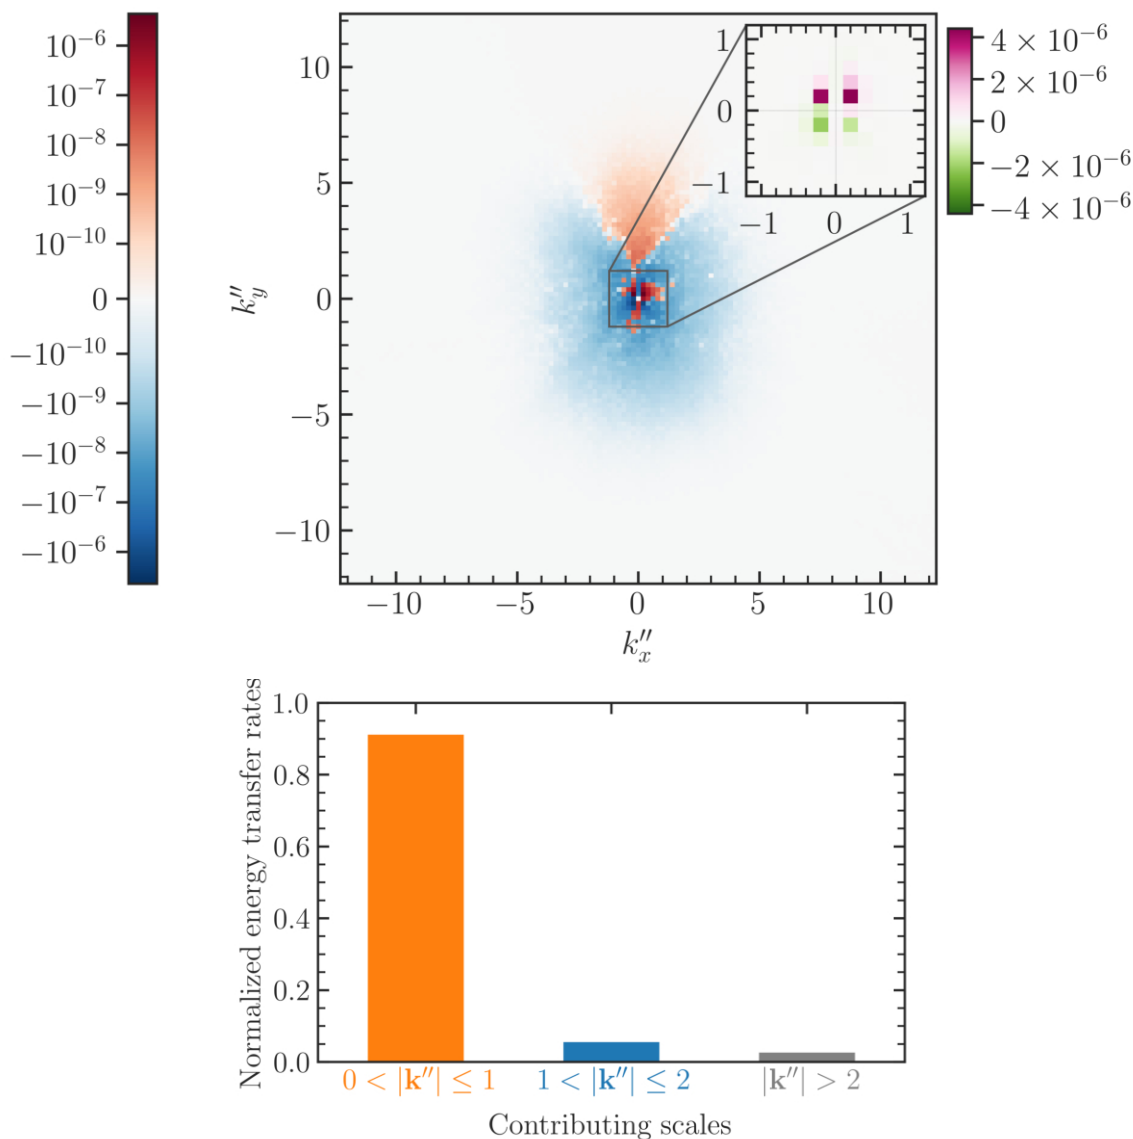 10⁻⁶
10⁻⁷
10⁻⁸
10⁻⁹
10⁻¹⁰
0
−10⁻¹⁰
−10⁻⁹
−10⁻⁸
−10⁻⁷
−10⁻⁶
k″y
10
5
0
−5
−10
−10 −5 0 5 10
k″x
1
0
−1
−1 0 1
4 × 10⁻⁶
2 × 10⁻⁶
0
−2 × 10⁻⁶
−4 × 10⁻⁶
Normalized energy transfer rates
1.0
0.8
0.6
0.4
0.2
0.0
0 < |k″| ≤ 1 1 < |k″| ≤ 2 |k″| > 2
Contributing scales